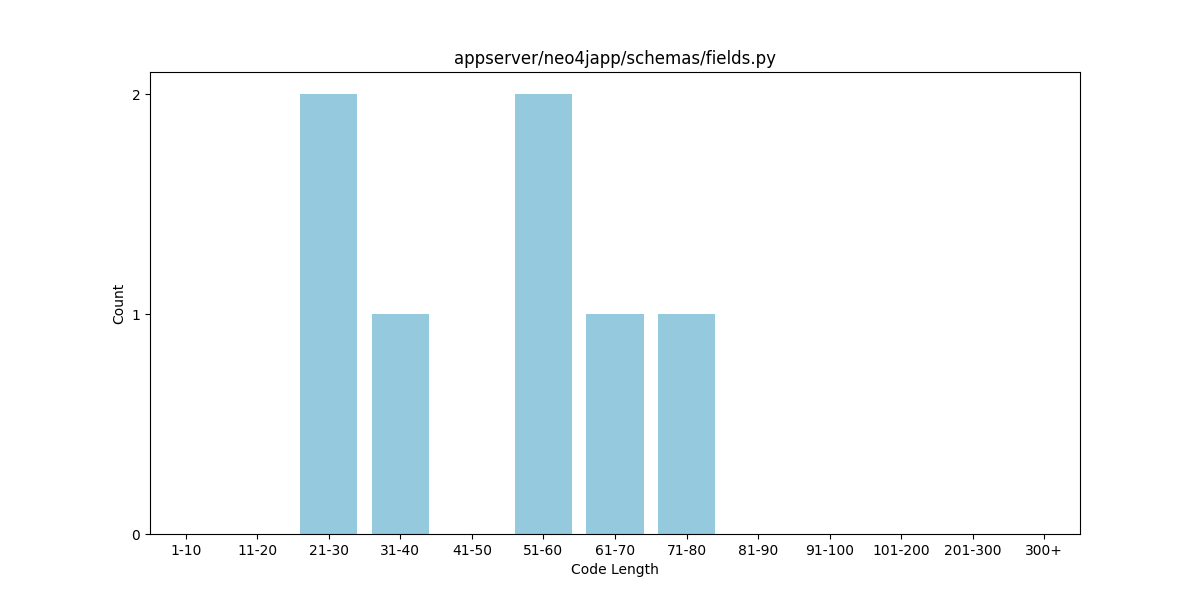 appserver/neo4japp/schemas/fields.py
2
1
0
Count
1-10 11-20 21-30 31-40 41-50 51-60 61-70 71-80 81-90 91-100 101-200 201-300 300+
Code Length